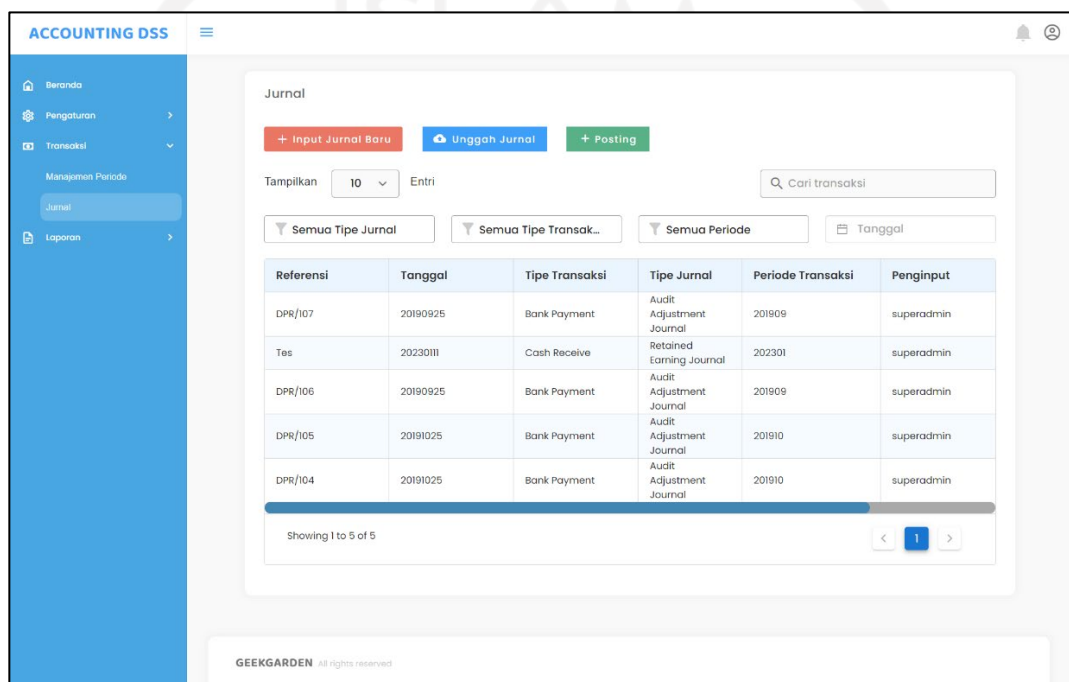 ACCOUNTING DSS
Beranda
Pengaturan
Transaksi
Manajemen Periode
Jurnal
Laporan
Jurnal
+ Input Jurnal Baru
Unggah Jurnal
+ Posting
Tampilkan 10 Entri
Cari transaksi
Semua Tipe Jurnal
Semua Tipe Transak...
Semua Periode
Tanggal
Referensi Tanggal Tipe Transaksi Tipe Jurnal Periode Transaksi Penginput
DPR/107 20190925 Bank Payment Audit Adjustment Journal 201909 superadmin
Tes 20230111 Cash Receive Retained Earning Journal 202301 superadmin
DPR/106 20190925 Bank Payment Audit Adjustment Journal 201909 superadmin
DPR/105 20191025 Bank Payment Audit Adjustment Journal 201910 superadmin
DPR/104 20191025 Bank Payment Audit Adjustment Journal 201910 superadmin
Showing 1 to 5 of 5
< 1 >
GEEKGARDEN All rights reserved